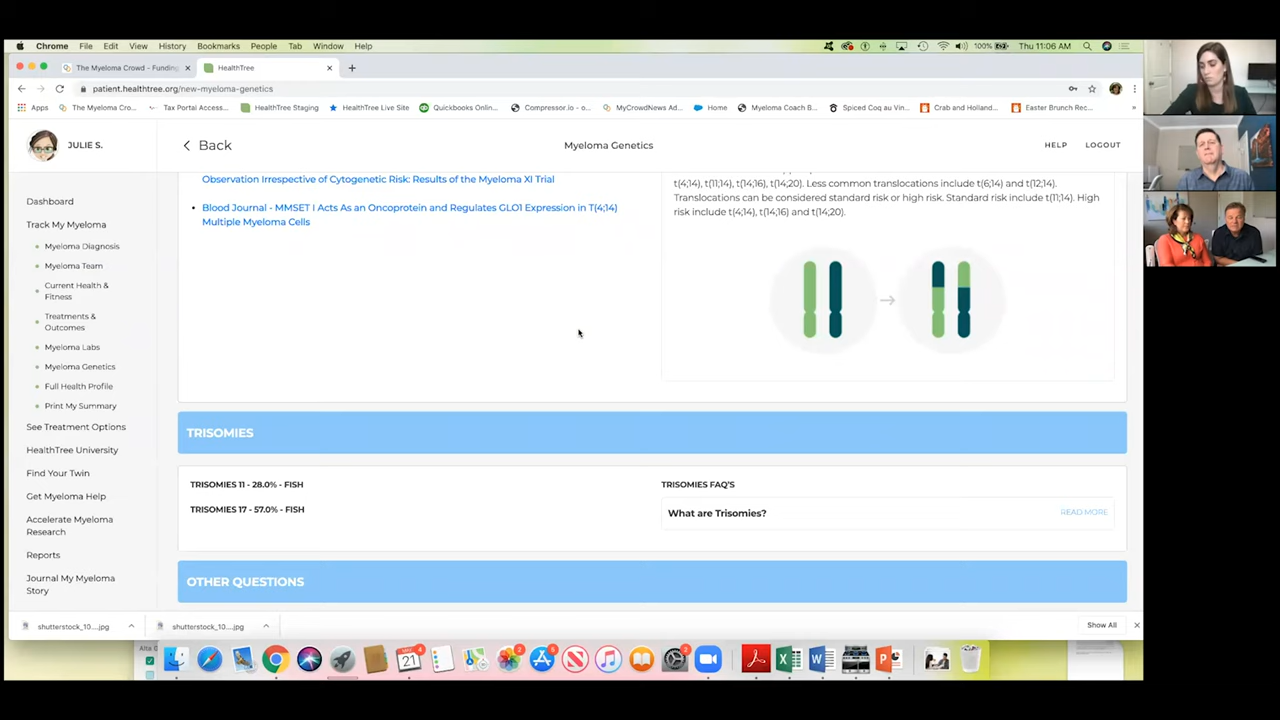 Chrome File Edit View History Bookmarks People Tab Window Help 100% Thu 11:06 AM
The Myeloma Crowd - Funding HealthTree
patient.healthtree.org/new-myeloma-genetics
Apps The Myeloma Cro... Tax Portal Access... HealthTree Staging HealthTree Live Site Quickbooks Onlin... Compressor.io - o... MyCrowdNews Ad... Home Myeloma Coach B... Spiced Coq au Vin... Crab and Holland... Easter Brunch Rec...
JULIE S.
Back
Myeloma Genetics
HELP LOGOUT
Dashboard
Track My Myeloma
Myeloma Diagnosis
Myeloma Team
Current Health &
Fitness
Treatments &
Outcomes
Myeloma Labs
Myeloma Genetics
Full Health Profile
Print My Summary
See Treatment Options
HealthTree University
Find Your Twin
Get Myeloma Help
Accelerate Myeloma
Research
Reports
Journal My Myeloma
Story
Observation Irrespective of Cytogenetic Risk: Results of the Myeloma XI Trial
Blood Journal - MMSET I Acts As an Oncoprotein and Regulates GLO1 Expression in T(4;14)
Multiple Myeloma Cells
t(4;14), t(11;14), t(14;16), t(14;20). Less common translocations include t(6;14) and t(12;14).
Translocations can be considered standard risk or high risk. Standard risk include t(11;14). High
risk include t(4;14), t(14;16) and t(14;20).
TRISOMIES
TRISOMIES 11 - 28.0% - FISH
TRISOMIES 17 - 57.0% - FISH
TRISOMIES FAQ'S
What are Trisomies? READ MORE
OTHER QUESTIONS
shutterstock_10....jpg shutterstock_10....jpg Show All
21